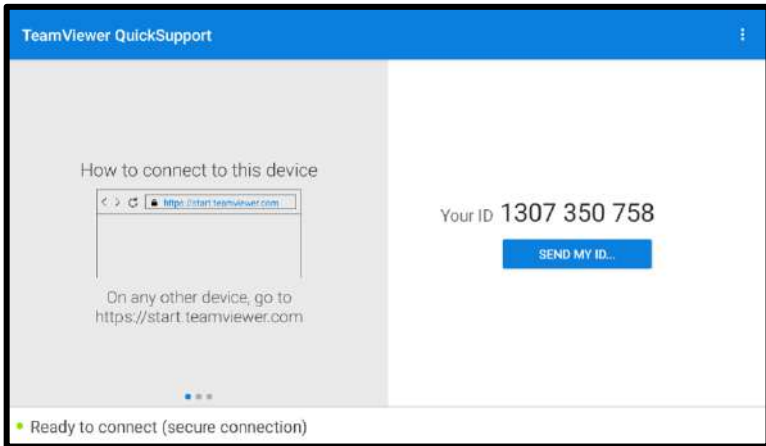 TeamViewer QuickSupport
How to connect to this device
https://start.teamviewer.com
On any other device, go to
https://start.teamviewer.com
Your ID 1307 350 758
SEND MY ID...
Ready to connect (secure connection)